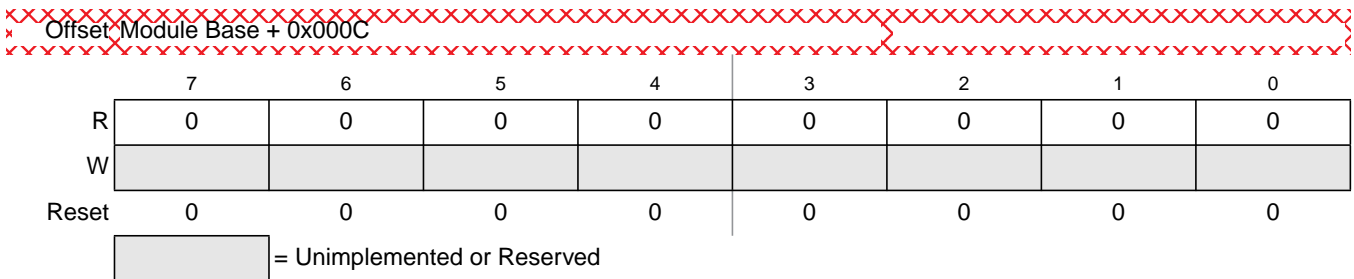 Offset Module Base + 0x000C
7 6 5 4 3 2 1 0
R 0 0 0 0 0 0 0 0
W
Reset 0 0 0 0 0 0 0 0
= Unimplemented or Reserved